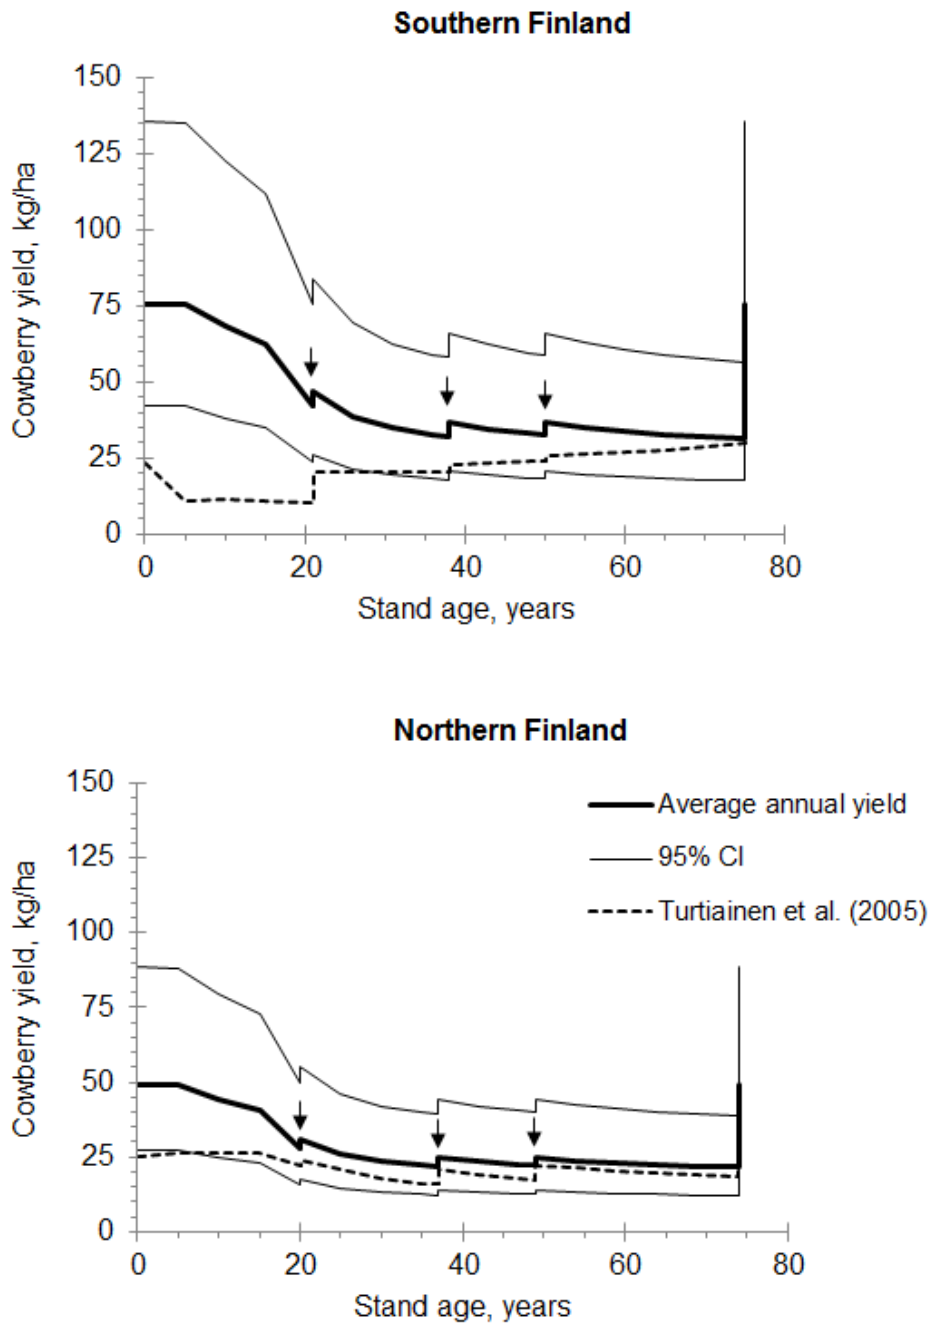 Southern Finland
150
125
100
75
50
25
0
Cowberry yield, kg/ha
0 20 40 60 80
Stand age, years
Northern Finland
150
125
100
75
50
25
0
Cowberry yield, kg/ha
Average annual yield
95% CI
Turtiainen et al. (2005)
0 20 40 60 80
Stand age, years